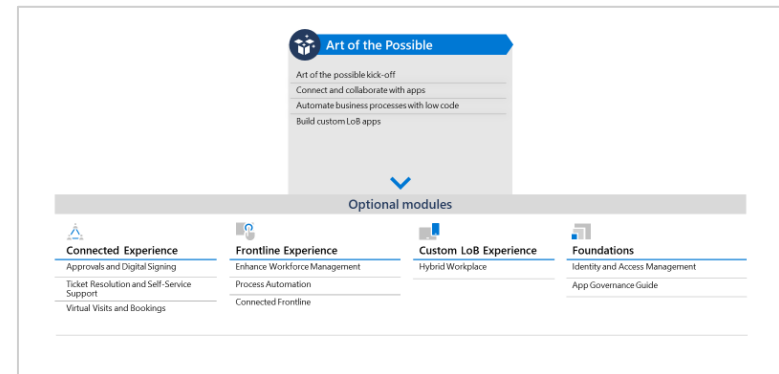 Art of the Possible
Art of the possible kick-off
Connect and collaborate with apps
Automate business processes with low code
Build custom LoB apps
Optional modules
Connected Experience
Approvals and Digital Signing
Ticket Resolution and Self-Service
Support
Virtual Visits and Bookings
Frontline Experience
Enhance Workforce Management
Process Automation
Connected Frontline
Custom LoB Experience
Hybrid Workplace
Foundations
Identity and Access Management
App Governance Guide